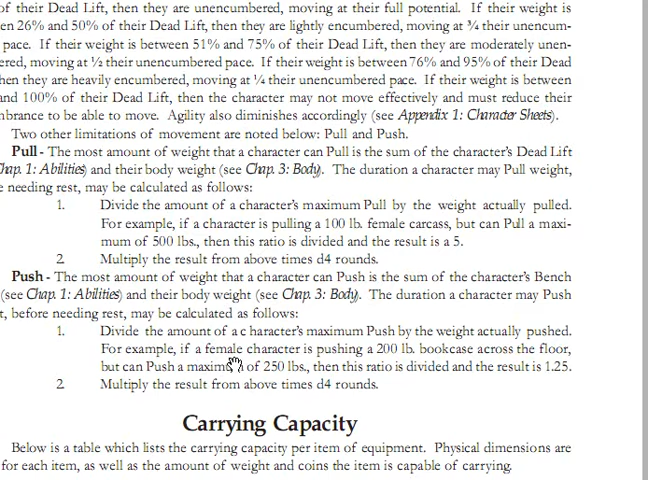 of their Dead Lift, then they are unencumbered, moving at their full potential. If their weight is
en 26% and 50% of their Dead Lift, then they are lightly encumbered, moving at ¾ their unencum-
pace. If their weight is between 51% and 75% of their Dead Lift, then they are moderately unen-
ered, moving at ½ their unencumbered pace. If their weight is between 76% and 95% of their Dead
hen they are heavily encumbered, moving at ¼ their unencumbered pace. If their weight is between
and 100% of their Dead Lift, then the character may not move effectively and must reduce their
mbrance to be able to move. Agility also diminishes accordingly (see Appendix 1: Character Sheets).
Two other limitations of movement are noted below: Pull and Push.
Pull - The most amount of weight that a character can Pull is the sum of the character's Dead Lift
hap. 1: Abilities) and their body weight (see Chap. 3: Body). The duration a character may Pull weight,
e needing rest, may be calculated as follows:
1. Divide the amount of a character's maximum Pull by the weight actually pulled.
For example, if a character is pulling a 100 lb. female carcass, but can Pull a maxi-
mum of 500 lbs., then this ratio is divided and the result is a 5.
2. Multiply the result from above times d4 rounds.
Push - The most amount of weight that a character can Push is the sum of the character's Bench
(see Chap. 1: Abilities) and their body weight (see Chap. 3: Body). The duration a character may Push
t, before needing rest, may be calculated as follows:
1. Divide the amount of a c haracter's maximum Push by the weight actually pushed.
For example, if a female character is pushing a 200 lb. bookcase across the floor,
but can Push a maxim of 250 lbs., then this ratio is divided and the result is 1.25.
2. Multiply the result from above times d4 rounds.
Carrying Capacity
Below is a table which lists the carrying capacity per item of equipment. Physical dimensions are
for each item, as well as the amount of weight and coins the item is capable of carrying.